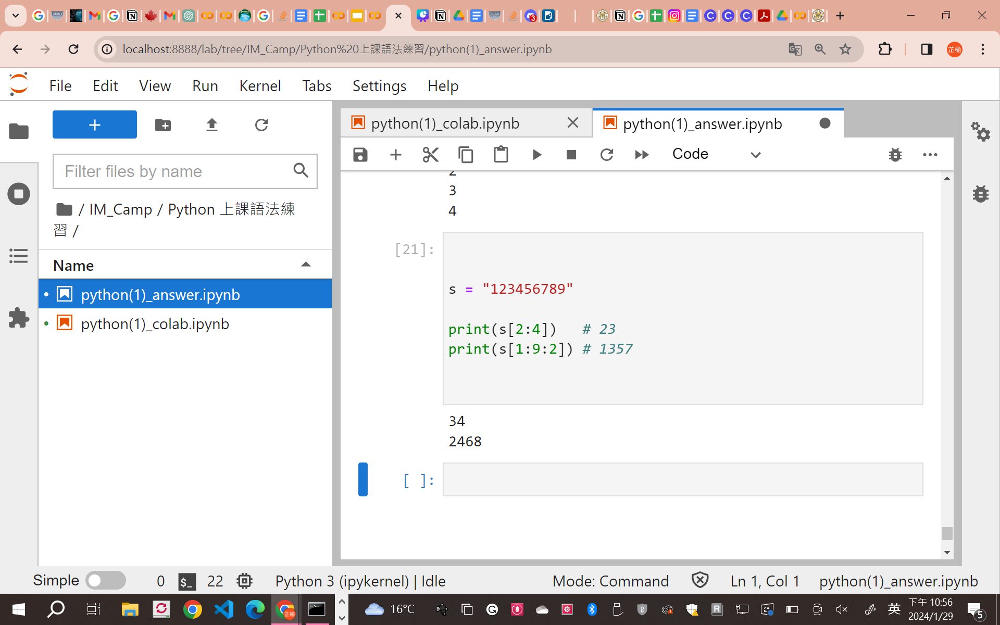 localhost:8888/lab/tree/IM_Camp/Python%20上課語法練習/python(1)_answer.ipynb
芷榆
File Edit View Run Kernel Tabs Settings Help
+
Filter files by name
/ IM_Camp / Python 上課語法練
習 /
Name
python(1)_answer.ipynb
python(1)_colab.ipynb
python(1)_colab.ipynb
python(1)_answer.ipynb
Code
2
3
4
[21]:
s = "123456789"
print(s[2:4])   # 23
print(s[1:9:2]) # 1357
34
2468
[ ]:
Simple 0 $_ 22 Python 3 (ipykernel) | Idle Mode: Command Ln 1, Col 1 python(1)_answer.ipynb
16°C
英
下午 10:56
2024/1/29
5